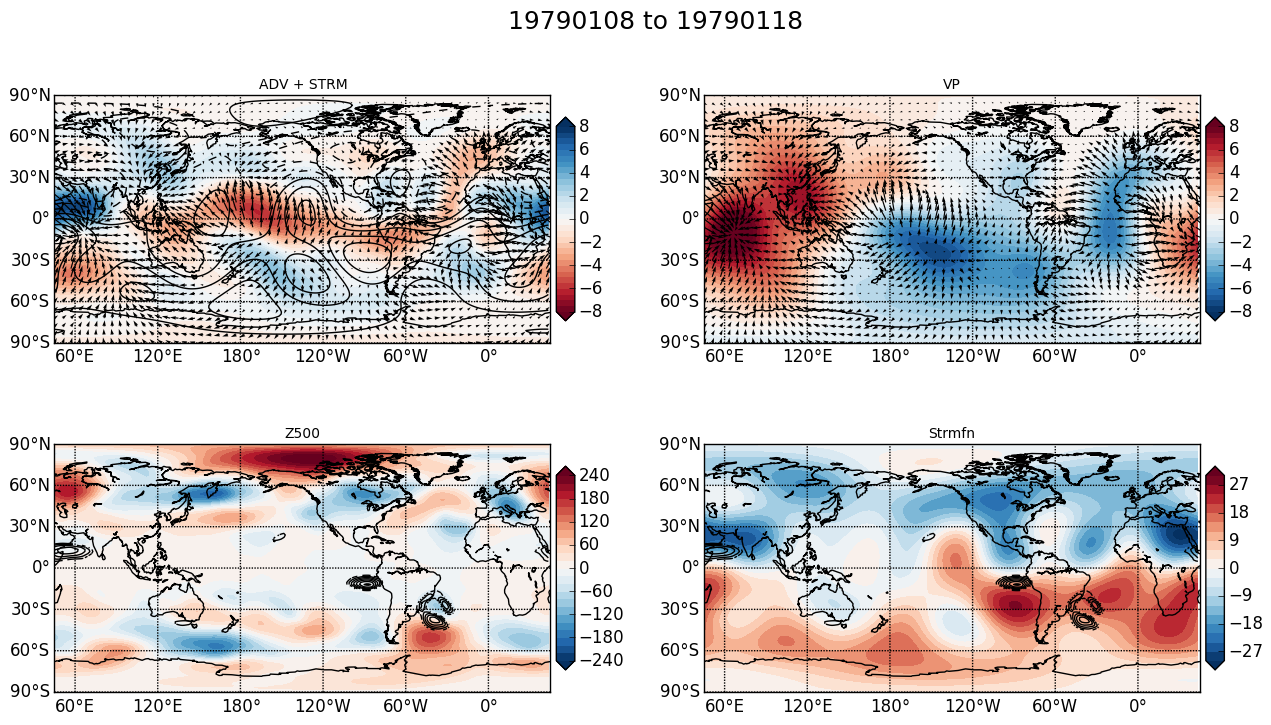 19790108 to 19790118
ADV + STRM
90°N
60°N
30°N
0°
30°S
60°S
90°S
60°E 120°E 180° 120°W 60°W 0°
8
6
4
2
0
−2
−4
−6
−8
VP
90°N
60°N
30°N
0°
30°S
60°S
90°S
60°E 120°E 180° 120°W 60°W 0°
8
6
4
2
0
−2
−4
−6
−8
Z500
90°N
60°N
30°N
0°
30°S
60°S
90°S
60°E 120°E 180° 120°W 60°W 0°
240
180
120
60
0
−60
−120
−180
−240
Strmfn
90°N
60°N
30°N
0°
30°S
60°S
90°S
60°E 120°E 180° 120°W 60°W 0°
27
18
9
0
−9
−18
−27